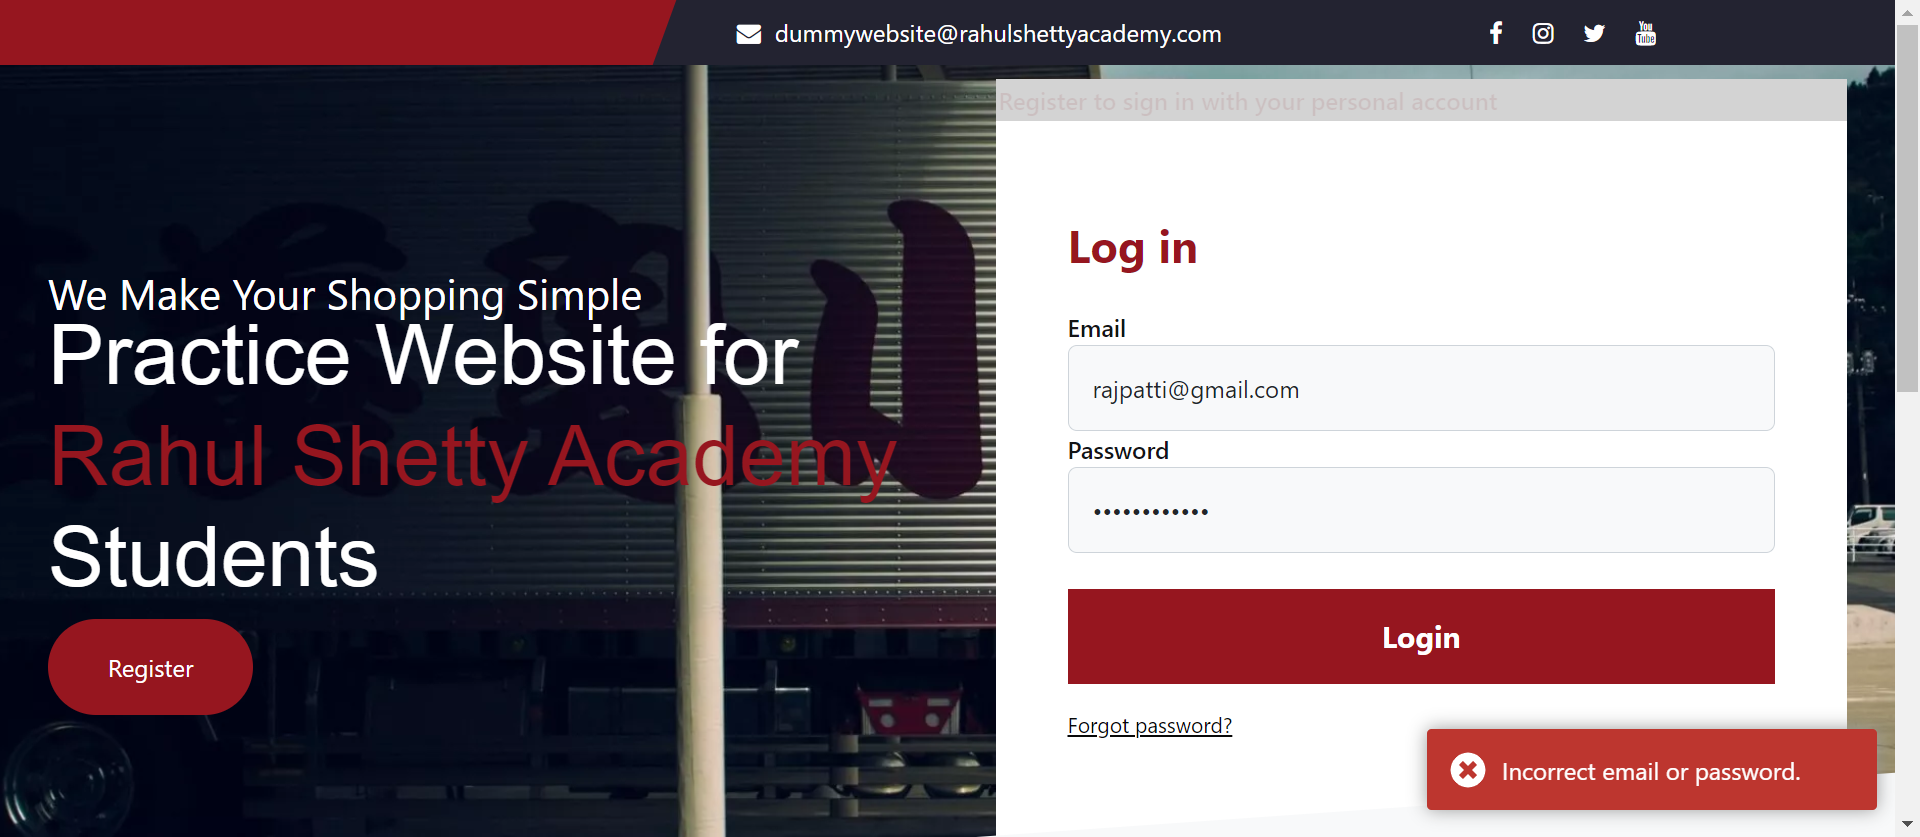 dummywebsite@rahulshettyacademy.com
You
Tube
Register to sign in with your personal account
We Make Your Shopping Simple
Practice Website for
Rahul Shetty Academy
Students
Register
Log in
Email
rajpatti@gmail.com
Password
••••••••••••
Login
Forgot password?
Incorrect email or password.